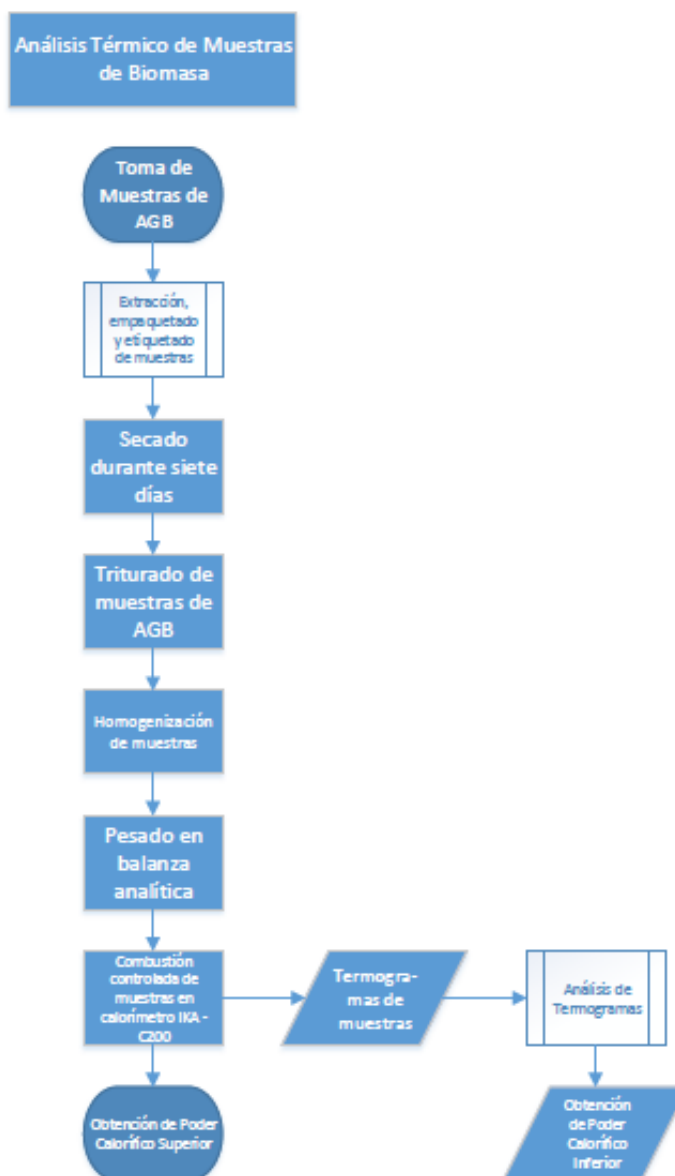 Análisis Térmico de Muestras
de Biomasa
Toma de
Muestras de
AGB
Extracción,
empaquetado
y etiquetado
de muestras
Secado
durante siete
días
Triturado de
muestras de
AGB
Homogenización
de muestras
Pesado en
balanza
analítica
Combustión
controlada de
muestras en
calorímetro IKA -
C200
Termogra-
mas de
muestras
Análisis de
Termogramas
Obtención de Poder
Calorífico Superior
Obtención
de Poder
Calorífico
Inferior